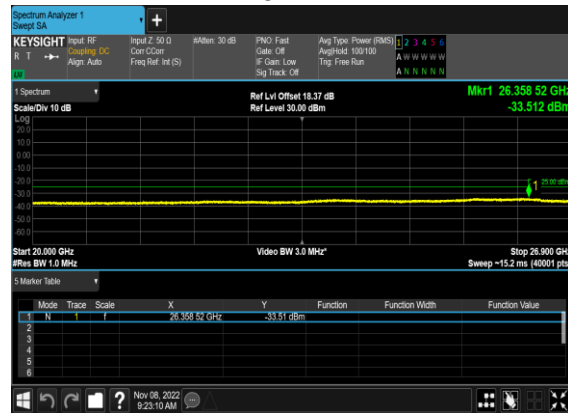 Spectrum Analyzer 1
Swept SA
+
KEYSIGHT Input: RF Input Z: 50 Ω #Atten: 30 dB PNO: Fast Avg Type: Power (RMS) 1 2 3 4 5 6
R T Coupling: DC Corr CCorr Gate: Off Avg|Hold: 100/100 A W W W W W
Align: Auto Freq Ref: Int (S) IF Gain: Low Trig: Free Run
LXI Sig Track: Off A N N N N N
1 Spectrum Ref Lvl Offset 18.37 dB Mkr1 26.358 52 GHz
Scale/Div 10 dB Ref Level 30.00 dBm -33.512 dBm
Log
20.0
10.0
0.00
-10.0
-20.0
-25.00 dBm
1
-30.0
-40.0
-50.0
-60.0
Start 20.000 GHz Video BW 3.0 MHz* Stop 26.900 GHz
#Res BW 1.0 MHz Sweep ~15.2 ms (40001 pts)
5 Marker Table
Mode Trace Scale X Y Function Function Width Function Value
1 N 1 f 26.358 52 GHz -33.51 dBm
2
3
4
5
6
? Nov 08, 2022
9:23:10 AM